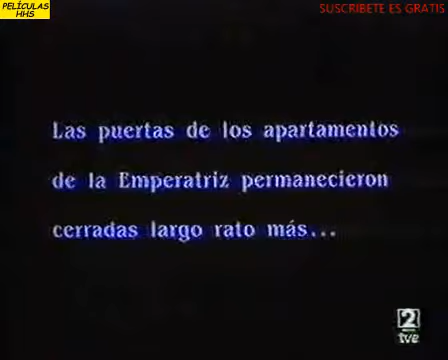 PELÍCULAS
HHS
SUSCRIBETE ES GRATIS
Las puertas de los apartamentos
de la Emperatriz permanecieron
cerradas largo rato más...
2
tve